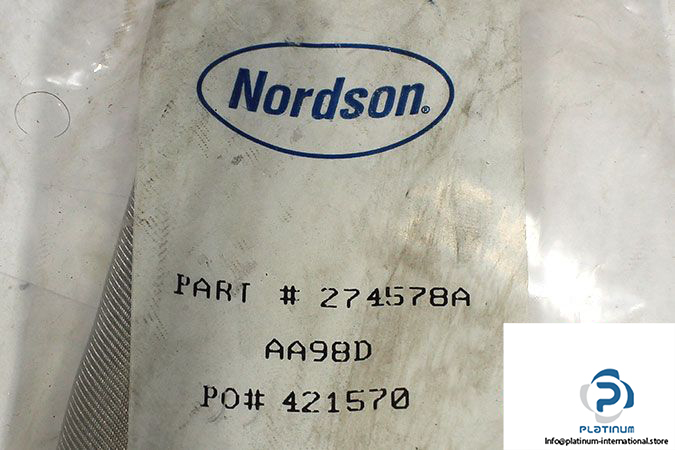 Nordson®
PART # 274578A
AA98D
PO# 421570
PLATINUM
Info@platinum-international.store